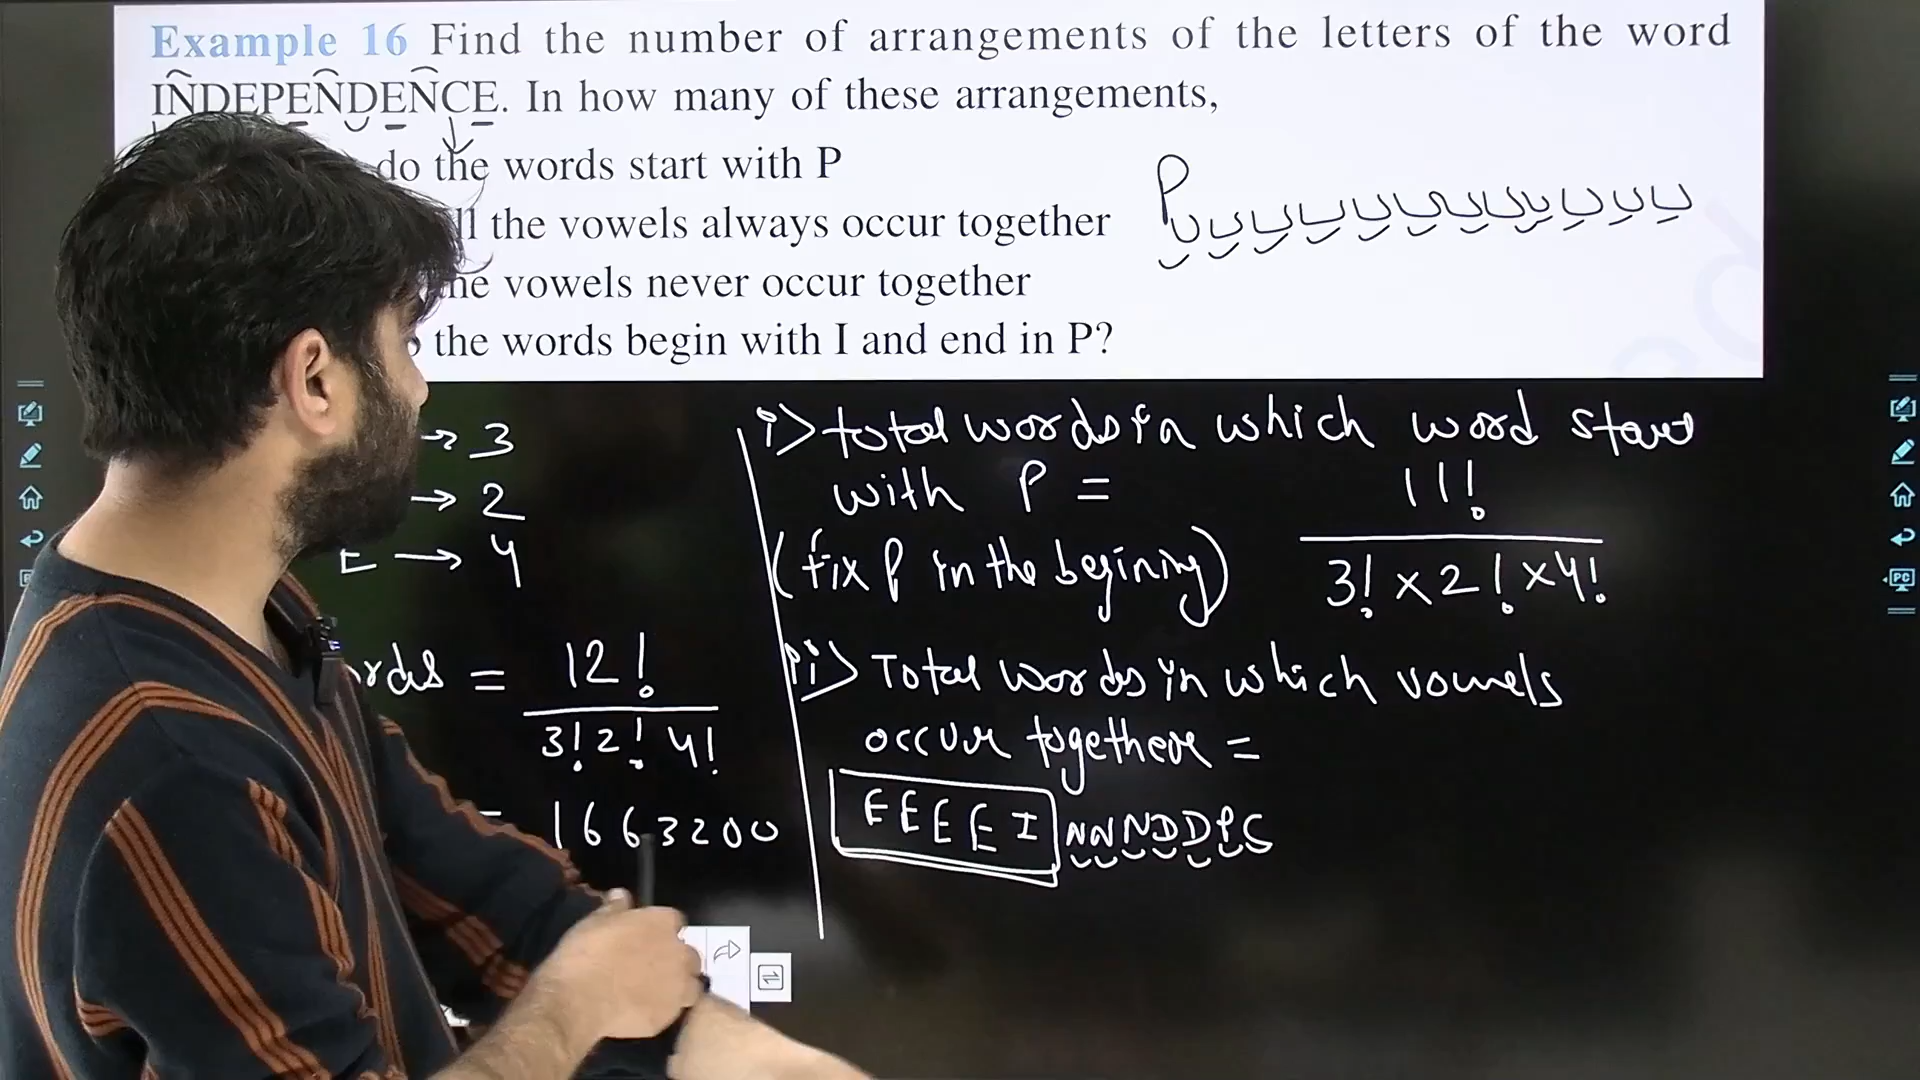 Example 16 Find the number of arrangements of the letters of the word
INDEPENDENCE. In how many of these arrangements,
do the words start with P
ll the vowels always occur together
he vowels never occur together
the words begin with I and end in P?
P
→ 3
→ 2
E → 4
rds = 12!
3! 2! 4!
= 1663200
i) total words in which word start
with P = 11!
(fix P in the begining) 3! × 2! × 4!
ii) Total words in which vowels
occur together =
E E E E I N N N D D P C